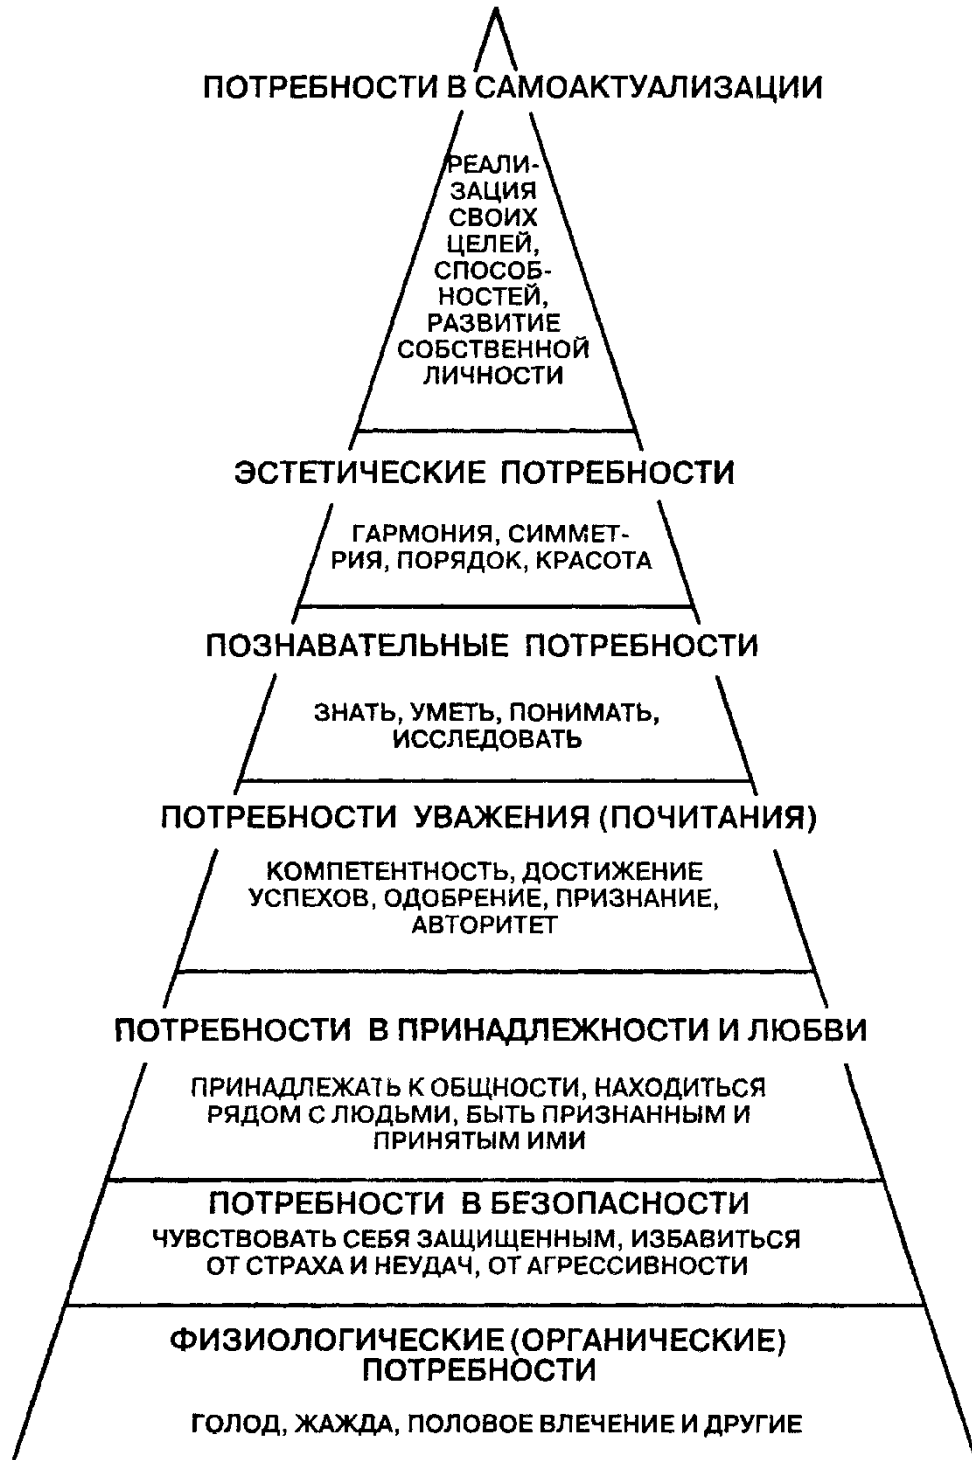 ПОТРЕБНОСТИ В САМОАКТУАЛИЗАЦИИ
РЕАЛИ-
ЗАЦИЯ
СВОИХ
ЦЕЛЕЙ,
СПОСОБ-
НОСТЕЙ,
РАЗВИТИЕ
СОБСТВЕННОЙ
ЛИЧНОСТИ
ЭСТЕТИЧЕСКИЕ ПОТРЕБНОСТИ
ГАРМОНИЯ, СИММЕТ-
РИЯ, ПОРЯДОК, КРАСОТА
ПОЗНАВАТЕЛЬНЫЕ ПОТРЕБНОСТИ
ЗНАТЬ, УМЕТЬ, ПОНИМАТЬ,
ИССЛЕДОВАТЬ
ПОТРЕБНОСТИ УВАЖЕНИЯ (ПОЧИТАНИЯ)
КОМПЕТЕНТНОСТЬ, ДОСТИЖЕНИЕ
УСПЕХОВ, ОДОБРЕНИЕ, ПРИЗНАНИЕ,
АВТОРИТЕТ
ПОТРЕБНОСТИ В ПРИНАДЛЕЖНОСТИ И ЛЮБВИ
ПРИНАДЛЕЖАТЬ К ОБЩНОСТИ, НАХОДИТЬСЯ
РЯДОМ С ЛЮДЬМИ, БЫТЬ ПРИЗНАННЫМ И
ПРИНЯТЫМ ИМИ
ПОТРЕБНОСТИ В БЕЗОПАСНОСТИ
ЧУВСТВОВАТЬ СЕБЯ ЗАЩИЩЕННЫМ, ИЗБАВИТЬСЯ
ОТ СТРАХА И НЕУДАЧ, ОТ АГРЕССИВНОСТИ
ФИЗИОЛОГИЧЕСКИЕ (ОРГАНИЧЕСКИЕ)
ПОТРЕБНОСТИ
ГОЛОД, ЖАЖДА, ПОЛОВОЕ ВЛЕЧЕНИЕ И ДРУГИЕ